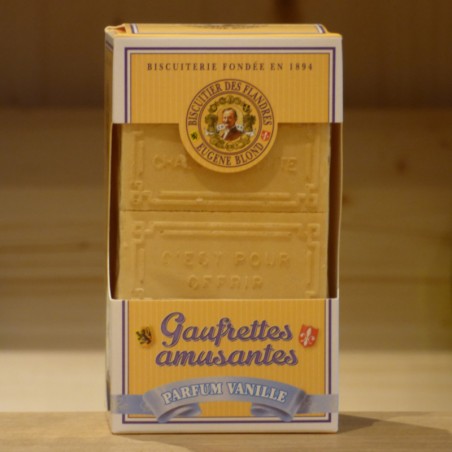 BISCUITERIE FONDÉE EN 1894
BISCUITIER DES FLANDRES
EUGÈNE BLOND
C'EST POUR
OFFRIR
Gaufrettes
amusantes
PARFUM VANILLE